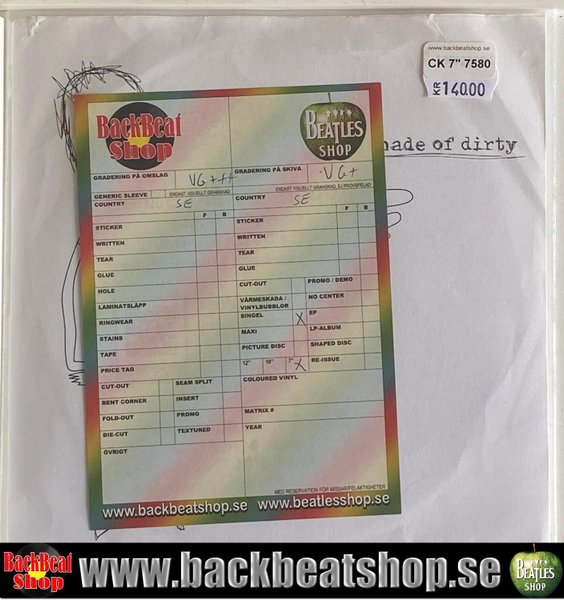 www.backbeatshop.se
CK 7" 7580
KR 140.00
made of dirty
BackBeat
Shop
BEATLES
SHOP
GRADERING PÅ OMSLAG VG+++
GRADERING PÅ SKIVA VG+
GENERIC SLEEVE
ENDAST VISUELLT GRANSKAD
ENDAST VISUELLT GRANSKAD, EJ PROVSPELAD
COUNTRY SE
COUNTRY SE
F B
F B
STICKER
STICKER
WRITTEN
WRITTEN
TEAR
TEAR
GLUE
GLUE
HOLE
CUT-OUT
PROMO / DEMO
LAMINATSLÄPP
VÄRMESKADA /
VINYLBUBBLOR
NO CENTER
RINGWEAR
SINGEL X
EP
STAINS
MAXI
LP-ALBUM
TAPE
PICTURE DISC
SHAPED DISC
PRICE TAG
12" 10" 7" X
RE-ISSUE
CUT-OUT
SEAM SPLIT
COLOURED VINYL
BENT CORNER
INSERT
FOLD-OUT
PROMO
MATRIX #
DIE-CUT
TEXTURED
YEAR
ÖVRIGT
MED RESERVATION FÖR MISSAR/FELAKTIGHETER
www.backbeatshop.se www.beatlesshop.se
BackBeat
Shop
www.backbeatshop.se
BEATLES
SHOP